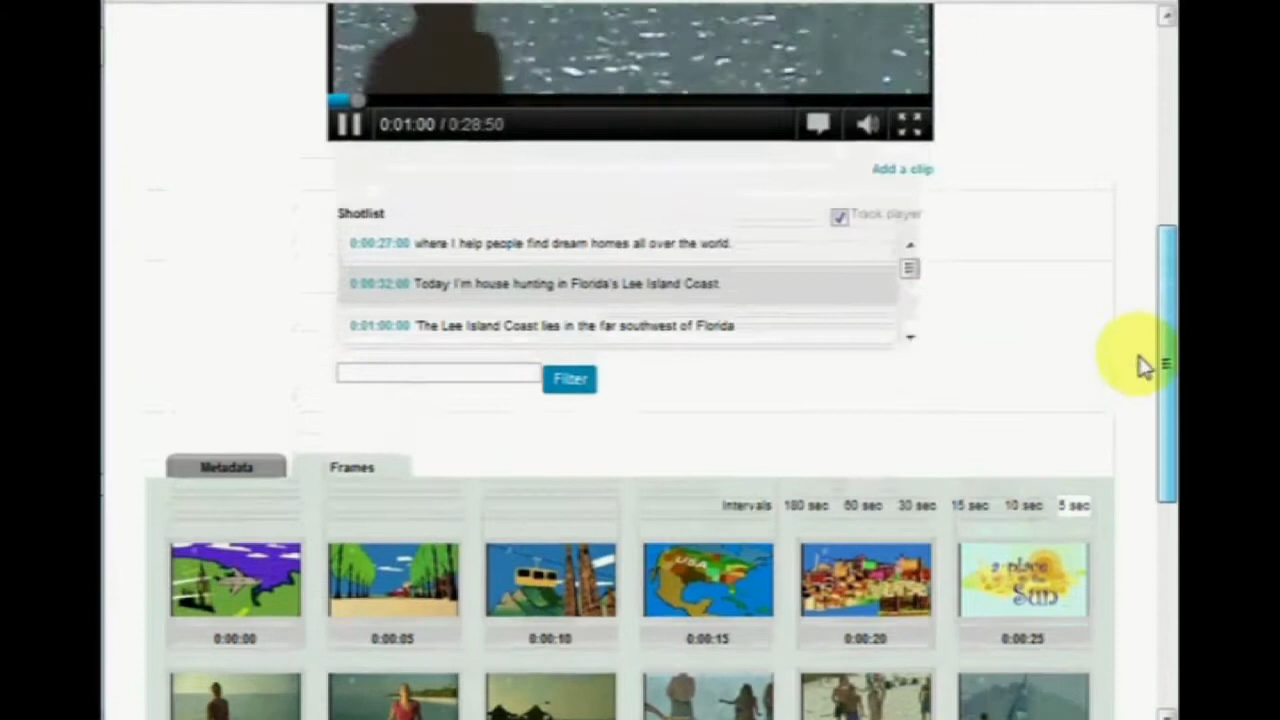 0:01:00 / 0:28:50
Add a clip
Shotlist
Track player
0:00:27:00 where I help people find dream homes all over the world.
0:00:32:00 Today I'm house hunting in Florida's Lee Island Coast.
0:01:00:00 'The Lee Island Coast lies in the far southwest of Florida
Filter
Metadata Frames
Intervals 180 sec 60 sec 30 sec 15 sec 10 sec 5 sec
USA
a place in the Sun
0:00:00 0:00:05 0:00:10 0:00:15 0:00:20 0:00:25